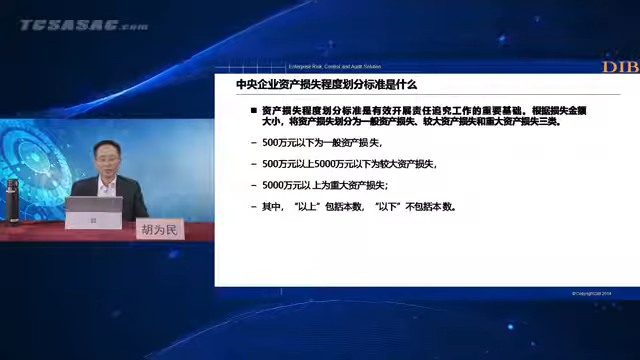 TCSASAC.com
Enterprise Risk, Control and Audit Solution
DIB
中央企业资产损失程度划分标准是什么
■ 资产损失程度划分标准是有效开展责任追究工作的重要基础。根据损失金额
大小，将资产损失划分为一般资产损失、较大资产损失和重大资产损失三类。
– 500万元以下为一般资产损 失，
– 500万元以上5000万元以下为较大资产损失，
– 5000万元以 上为重大资产损失；
– 其中，“以上”包括本数，“以下”不包括本 数。
胡为民